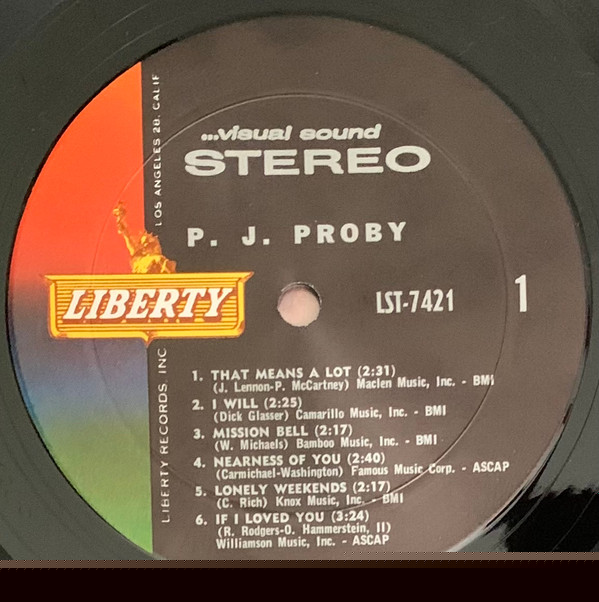 ...visual sound
STEREO
P. J. PROBY
LIBERTY
LST-7421
1
1. THAT MEANS A LOT (2:31)
(J. Lennon-P. McCartney) Maclen Music, Inc. - BMI
2. I WILL (2:25)
(Dick Glasser) Camarillo Music, Inc. - BMI
3. MISSION BELL (2:17)
(W. Michaels) Bamboo Music, Inc. - BMI
4. NEARNESS OF YOU (2:40)
(Carmichael-Washington) Famous Music Corp. - ASCAP
5. LONELY WEEKENDS (2:17)
(C. Rich) Knox Music, Inc. - BMI
6. IF I LOVED YOU (3:24)
(R. Rodgers-O. Hammerstein, II)
Williamson Music, Inc. - ASCAP
LIBERTY RECORDS, INC.
LOS ANGELES 28, CALIF